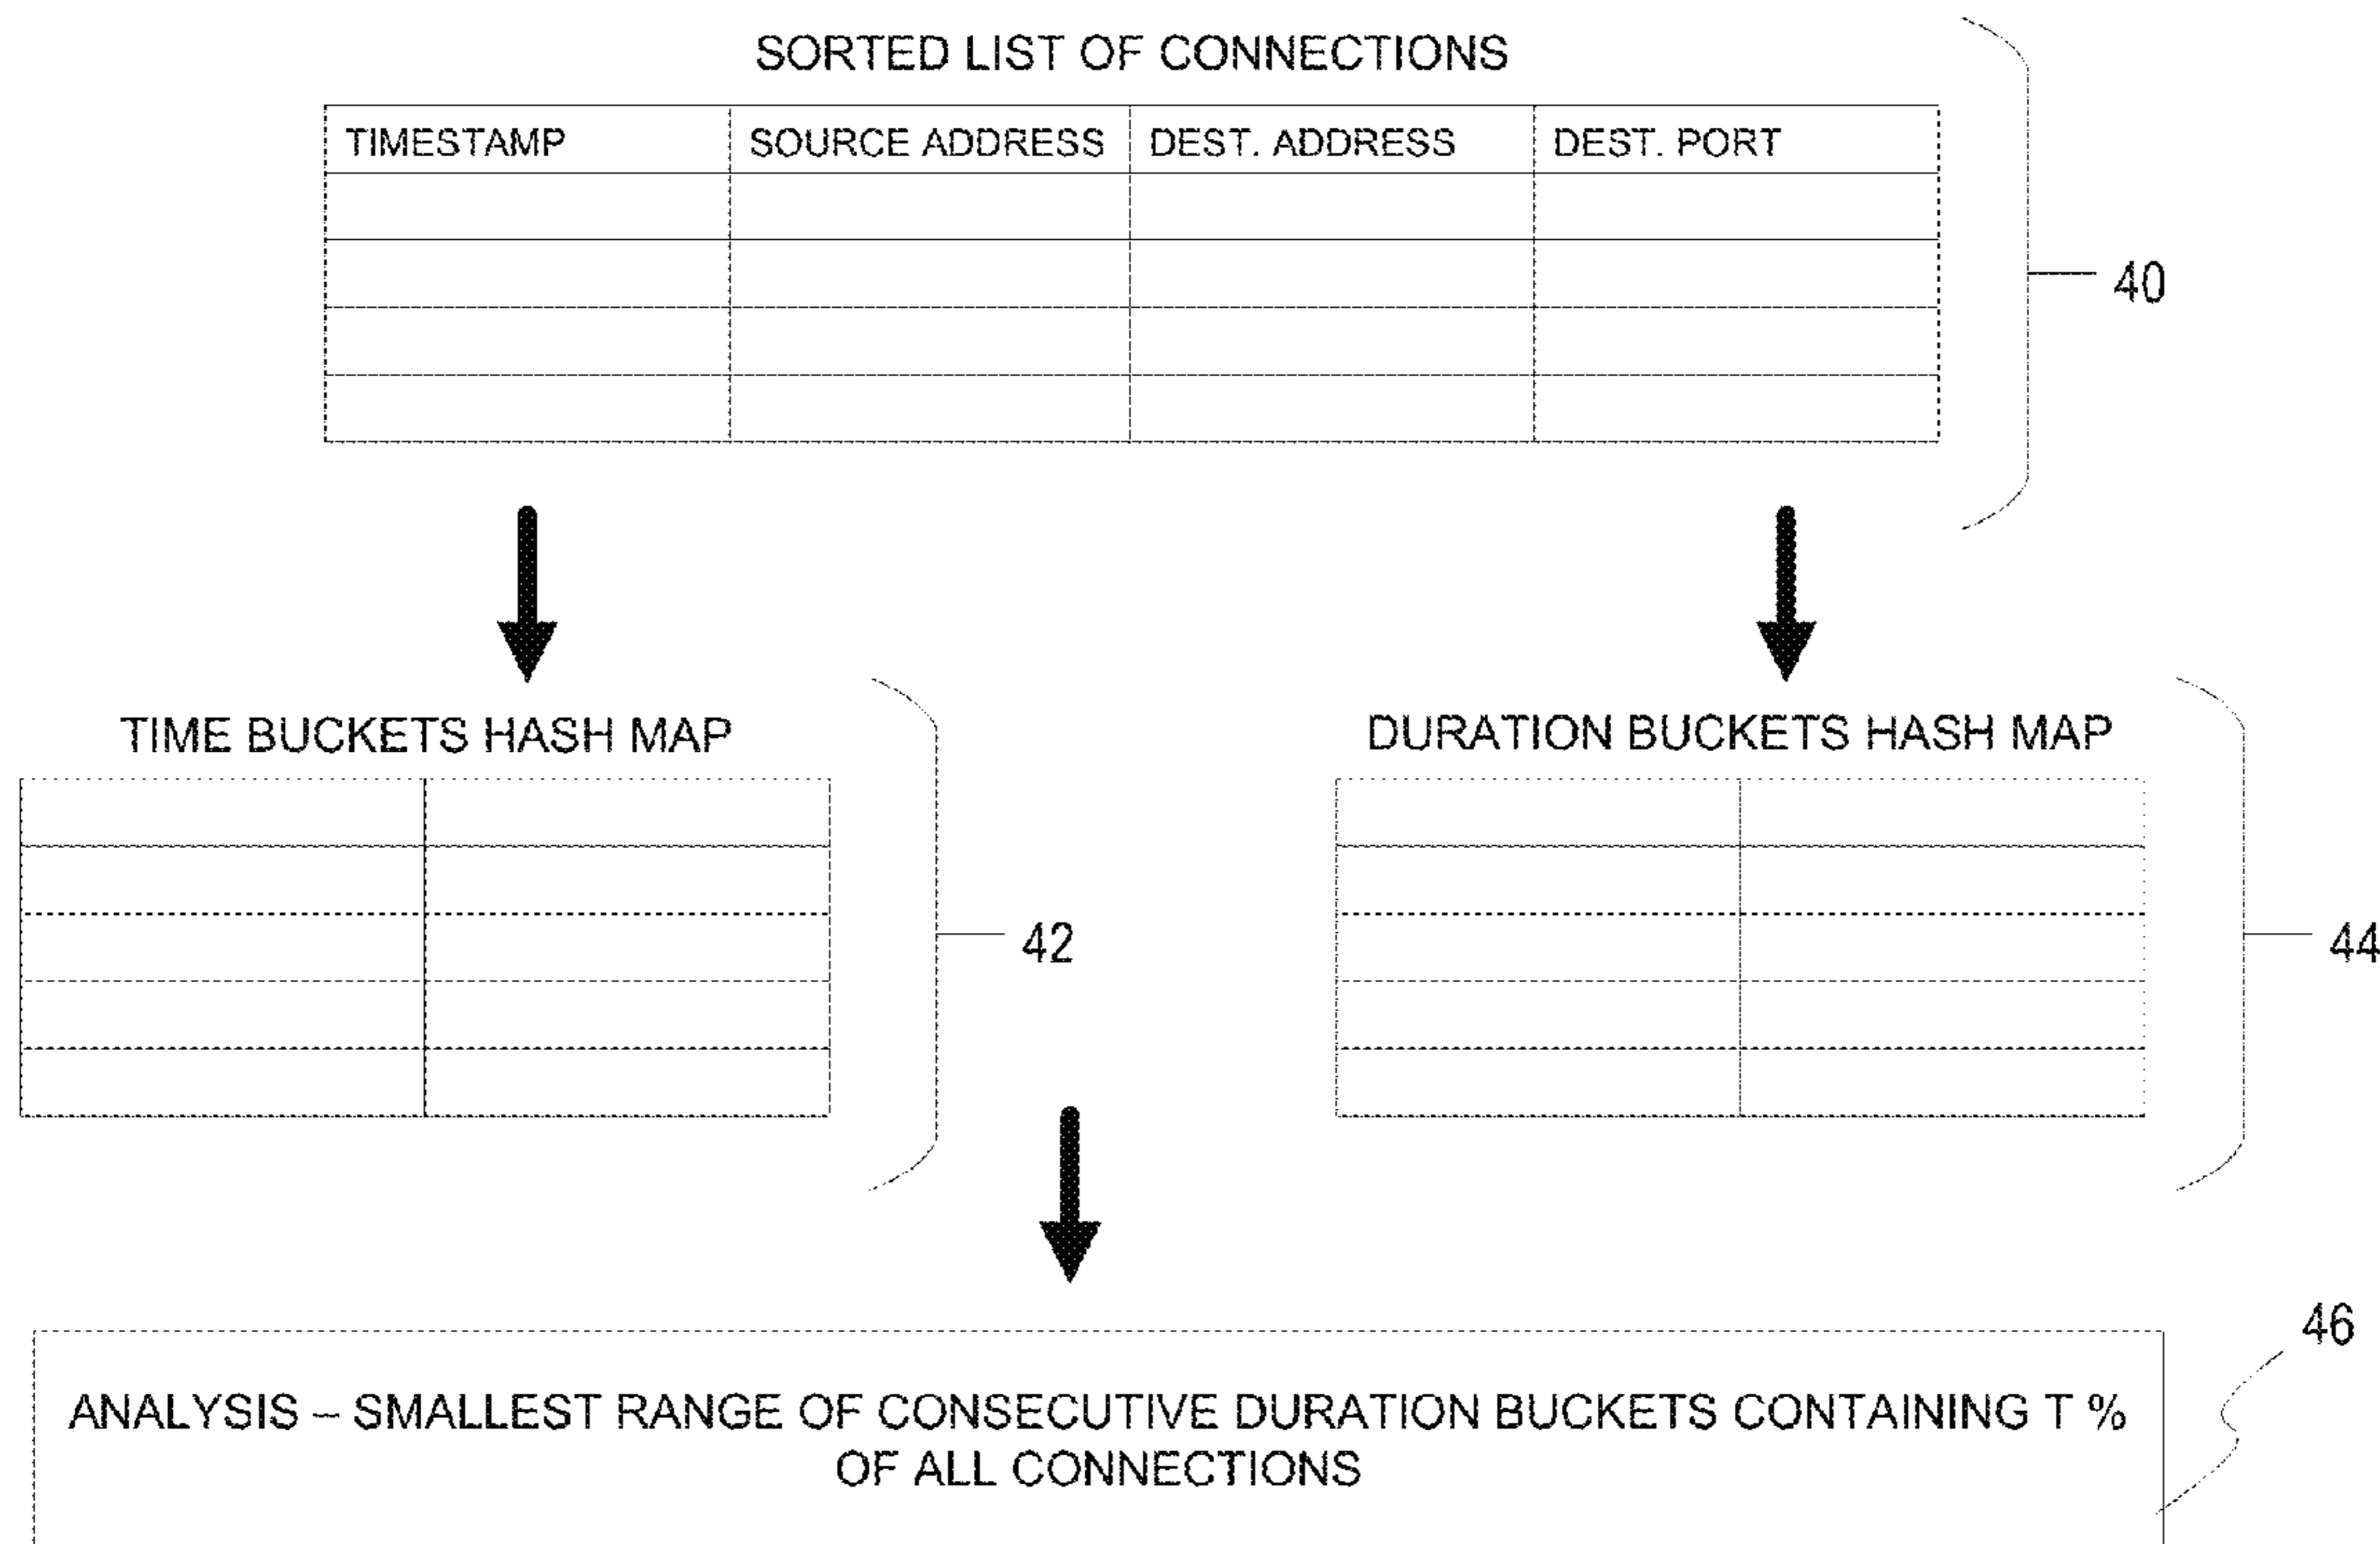 SORTED LIST OF CONNECTIONS
TIMESTAMP SOURCE ADDRESS DEST. ADDRESS DEST. PORT
40
TIME BUCKETS HASH MAP
DURATION BUCKETS HASH MAP
42
44
46
ANALYSIS – SMALLEST RANGE OF CONSECUTIVE DURATION BUCKETS CONTAINING T %
OF ALL CONNECTIONS